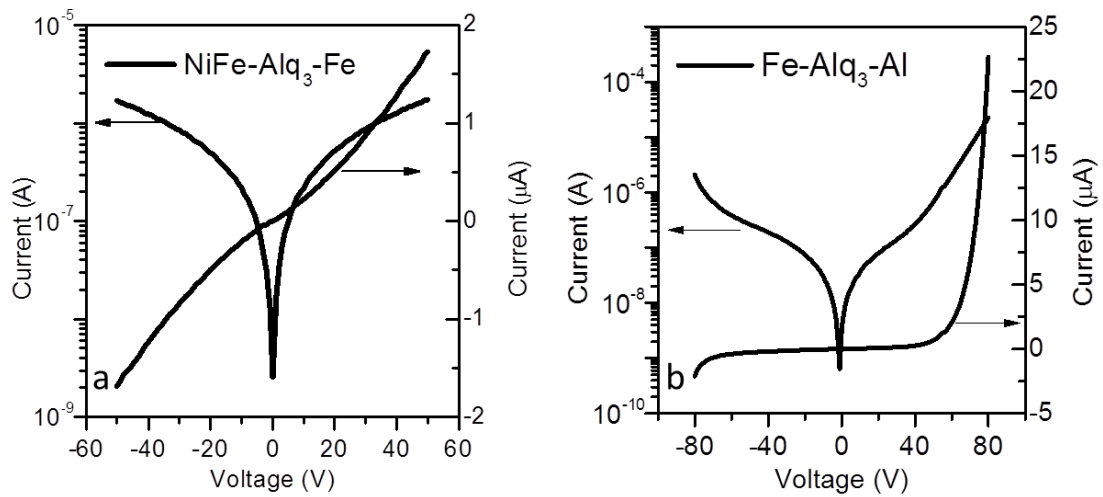 NiFe-Alq₃-Fe
10⁻⁵
10⁻⁷
10⁻⁹
Current (A)
2
1
0
-1
-2
Current (µA)
a
-60 -40 -20 0 20 40 60
Voltage (V)
Fe-Alq₃-Al
10⁻⁴
10⁻⁶
10⁻⁸
10⁻¹⁰
Current (A)
25
20
15
10
5
0
-5
Current (µA)
b
-80 -40 0 40 80
Voltage (V)